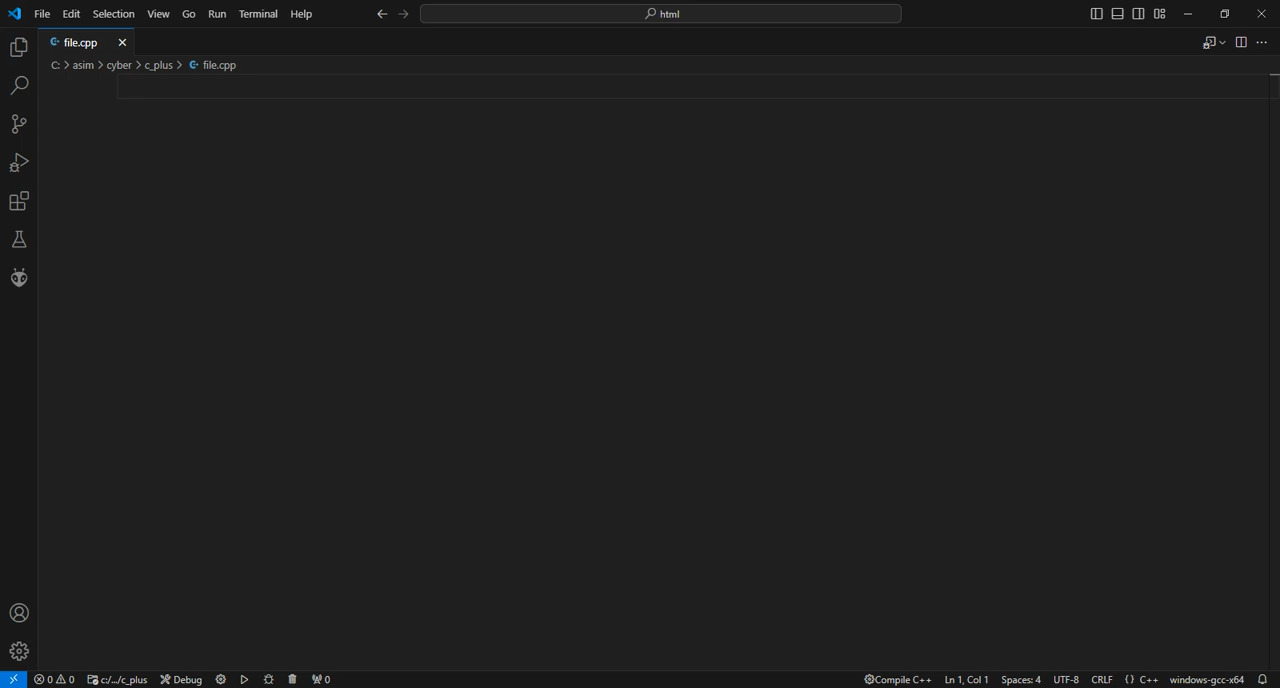 File Edit Selection View Go Run Terminal Help html
file.cpp
C: > asim > cyber > c_plus > file.cpp
0 0 c:/.../c_plus Debug 0 Compile C++ Ln 1, Col 1 Spaces: 4 UTF-8 CRLF {} C++ windows-gcc-x64